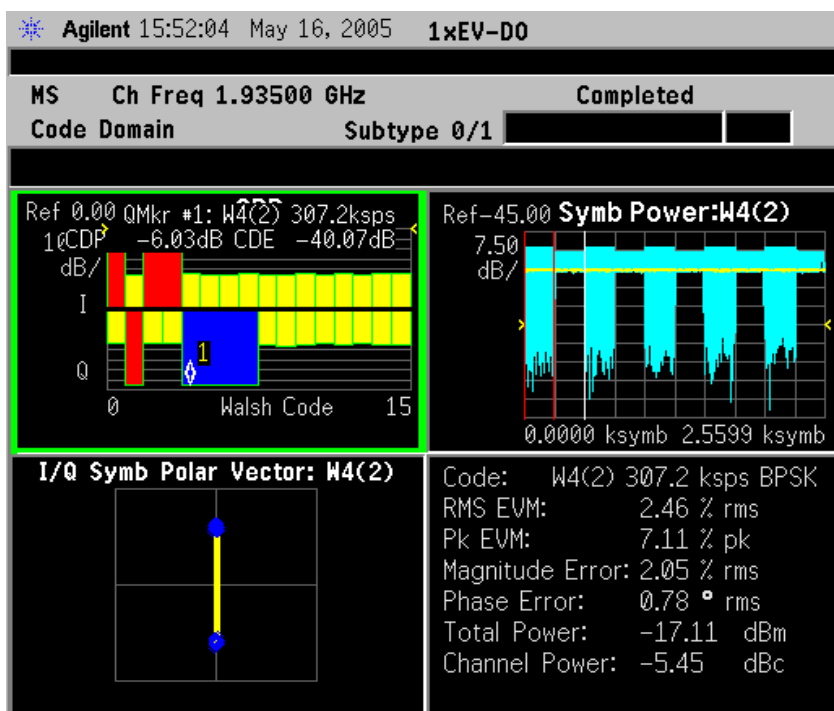 Agilent 15:52:04 May 16, 2005 1xEV-DO
MS Ch Freq 1.93500 GHz Completed
Code Domain Subtype 0/1
Ref 0.00 QMkr #1: W4(2) 307.2ksps
CDP -6.03dB CDE -40.07dB
dB/
I
1
Q
0 Walsh Code 15
Ref-45.00 Symb Power:W4(2)
7.50
dB/
0.0000 ksymb 2.5599 ksymb
I/Q Symb Polar Vector: W4(2)
Code: W4(2) 307.2 ksps BPSK
RMS EVM: 2.46 % rms
Pk EVM: 7.11 % pk
Magnitude Error: 2.05 % rms
Phase Error: 0.78 ° rms
Total Power: -17.11 dBm
Channel Power: -5.45 dBc